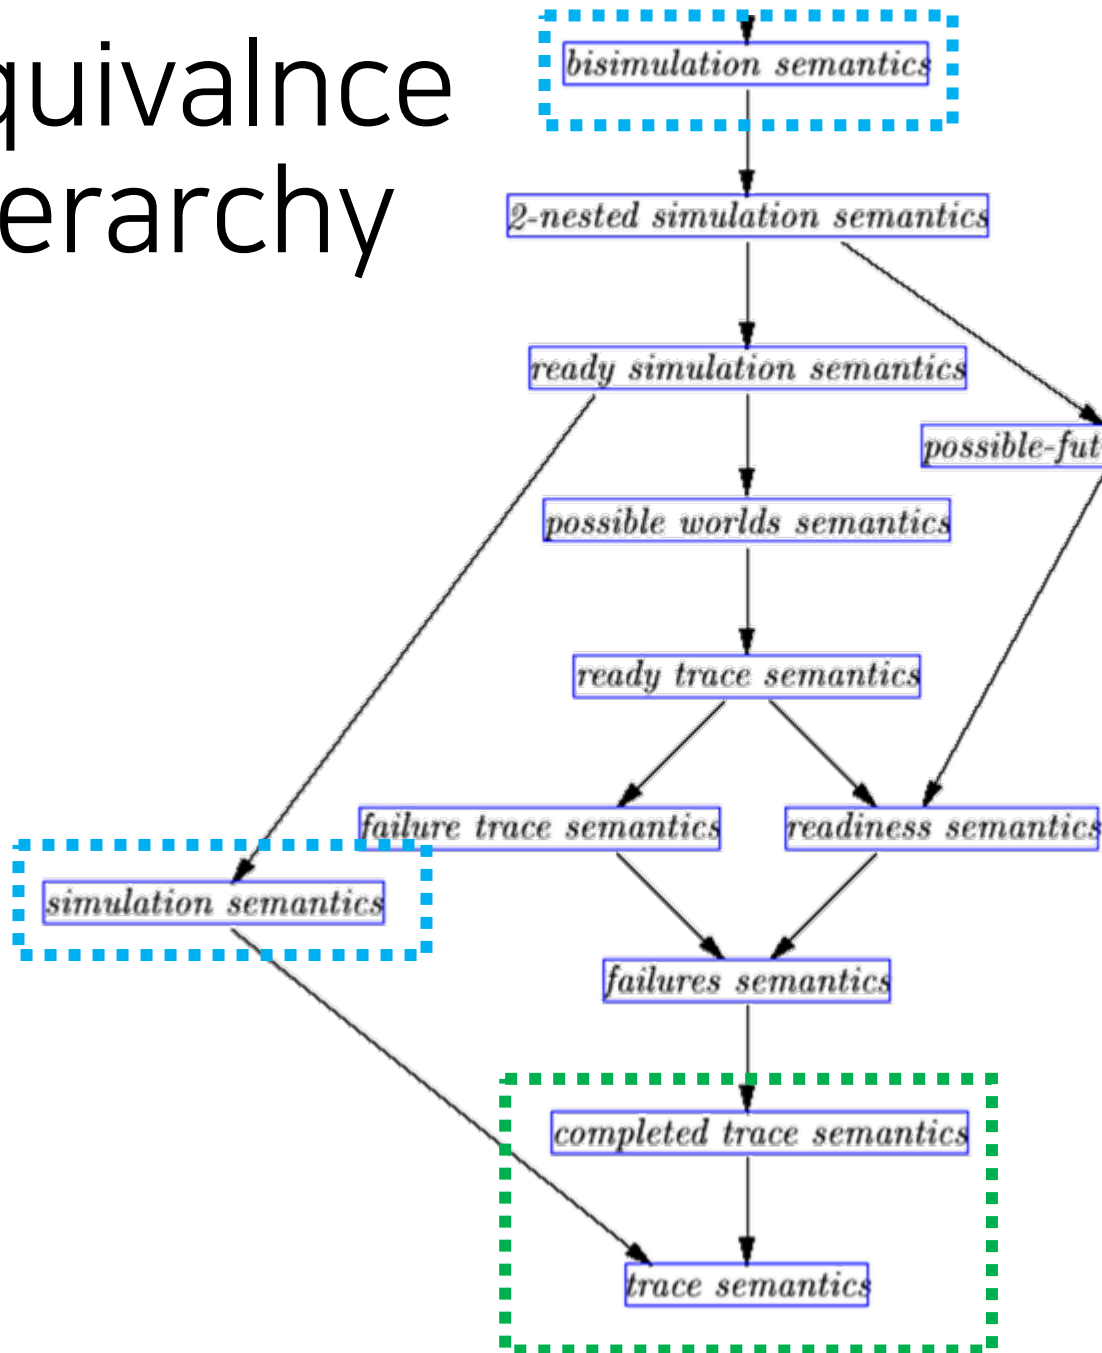 quivalnce
erarchy
bisimulation semantics
2-nested simulation semantics
ready simulation semantics
possible-fut
possible worlds semantics
ready trace semantics
failure trace semantics
readiness semantics
simulation semantics
failures semantics
completed trace semantics
trace semantics